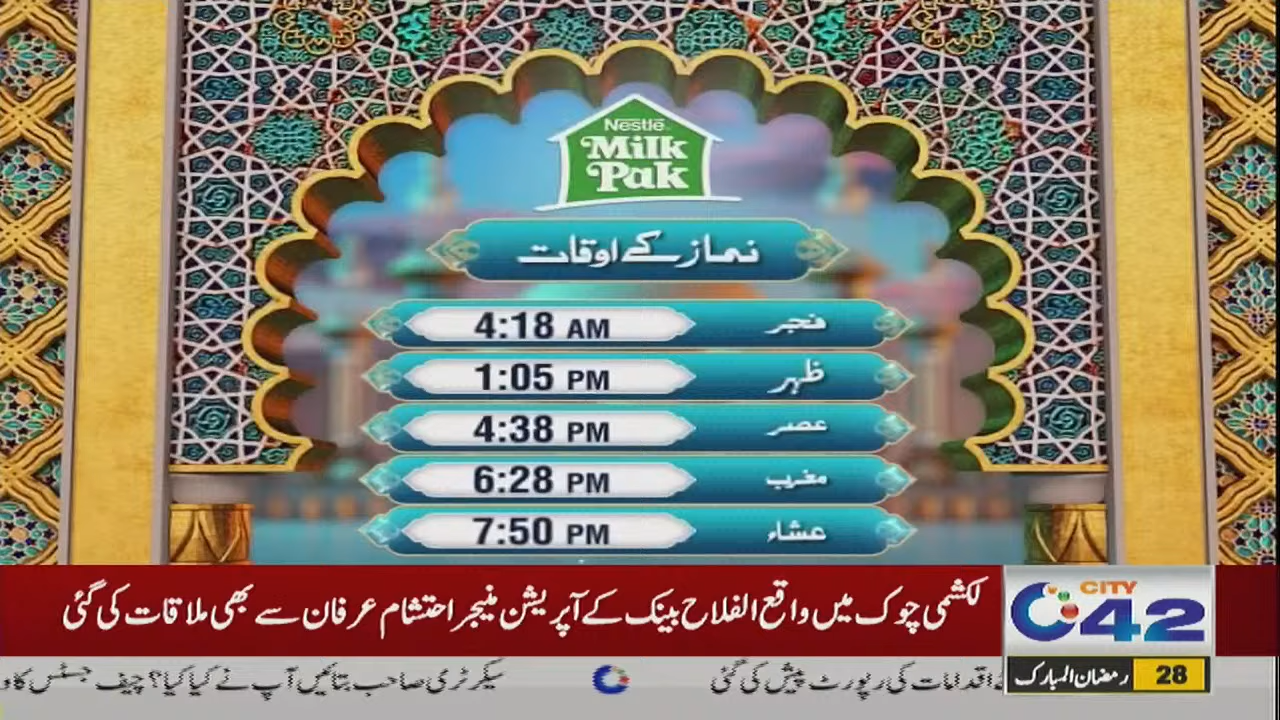 Nestlé
Milk
Pak
نماز کے اوقات
فجر 4:18 AM
ظہر 1:05 PM
عصر 4:38 PM
مغرب 6:28 PM
عشاء 7:50 PM
لکشمی چوک میں واقع الفلاح بینک کے آپریشن منیجر احتشام عرفان سے بھی ملاقات کی گئی
CITY
42
28 رمضان المبارک
اقدامات کی رپورٹ پیش کی گئی
سیکرٹری صاحب بتائیں آپ نے کیا کیا؟ چیف جسٹس کا